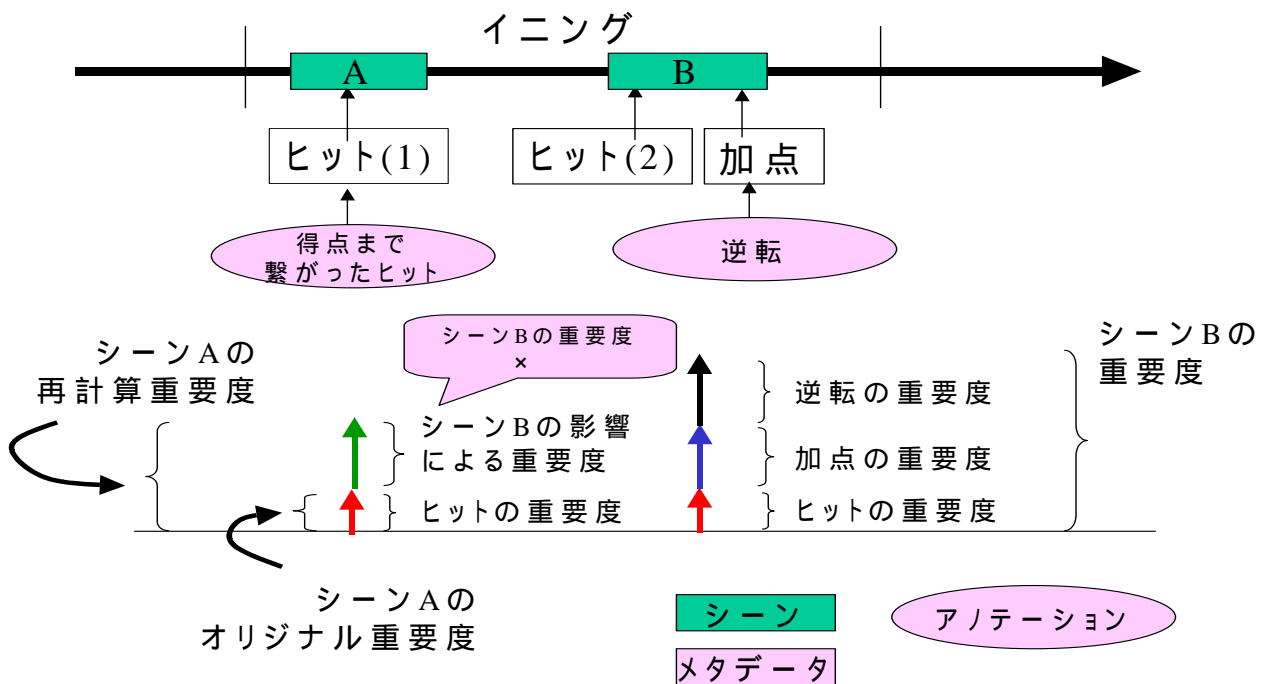 イニング
A
B
ヒット(1)
ヒット(2)
加点
得点まで
繋がったヒット
逆転
シーンBの重要度
×
シーンAの
再計算重要度
シーンBの影響
による重要度
ヒットの重要度
逆転の重要度
加点の重要度
ヒットの重要度
シーンBの
重要度
シーンAの
オリジナル重要度
シーン
メタデータ
アノテーション